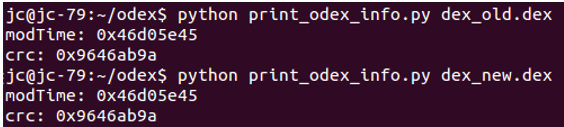 jc@jc-79:~/odex$ python print_odex_info.py dex_old.dex
modTime: 0x46d05e45
crc: 0x9646ab9a
jc@jc-79:~/odex$ python print_odex_info.py dex_new.dex
modTime: 0x46d05e45
crc: 0x9646ab9a